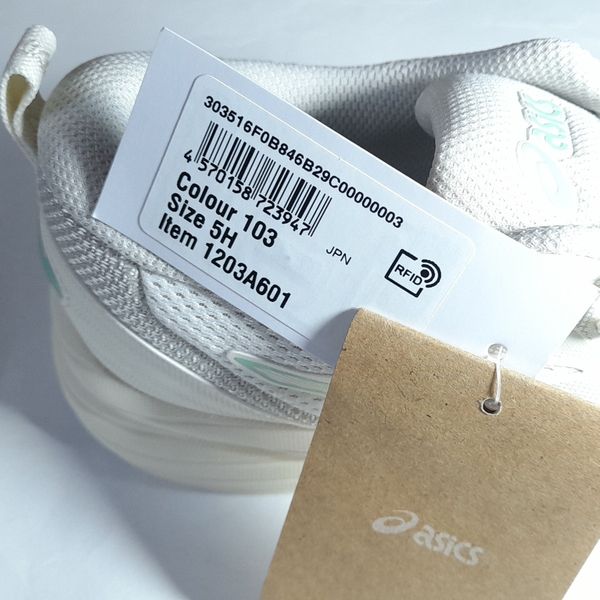 303516F0B846B29C00000003
4 570158 723947
Colour 103
Size 5H
Item 1203A601
JPN
RFID
asics
asics